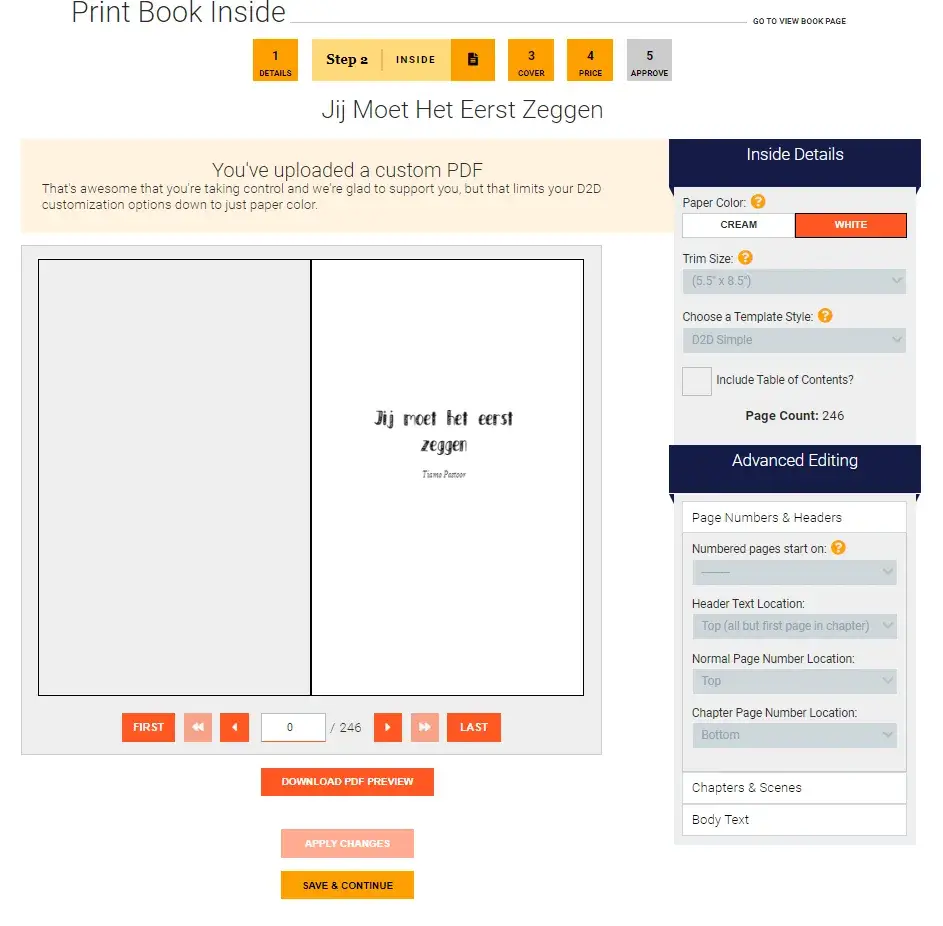 Print Book Inside
GO TO VIEW BOOK PAGE
1
DETAILS
Step 2 INSIDE
3
COVER
4
PRICE
5
APPROVE
Jij Moet Het Eerst Zeggen
You've uploaded a custom PDF
That's awesome that you're taking control and we're glad to support you, but that limits your D2D
customization options down to just paper color.
Jij moet het eerst
zeggen
Tiamo Pastoor
FIRST
0 / 246
LAST
DOWNLOAD PDF PREVIEW
APPLY CHANGES
SAVE & CONTINUE
Inside Details
Paper Color: ?
CREAM WHITE
Trim Size: ?
(5.5" x 8.5")
Choose a Template Style: ?
D2D Simple
Include Table of Contents?
Page Count: 246
Advanced Editing
Page Numbers & Headers
Numbered pages start on: ?
Header Text Location:
Top (all but first page in chapter)
Normal Page Number Location:
Top
Chapter Page Number Location:
Bottom
Chapters & Scenes
Body Text